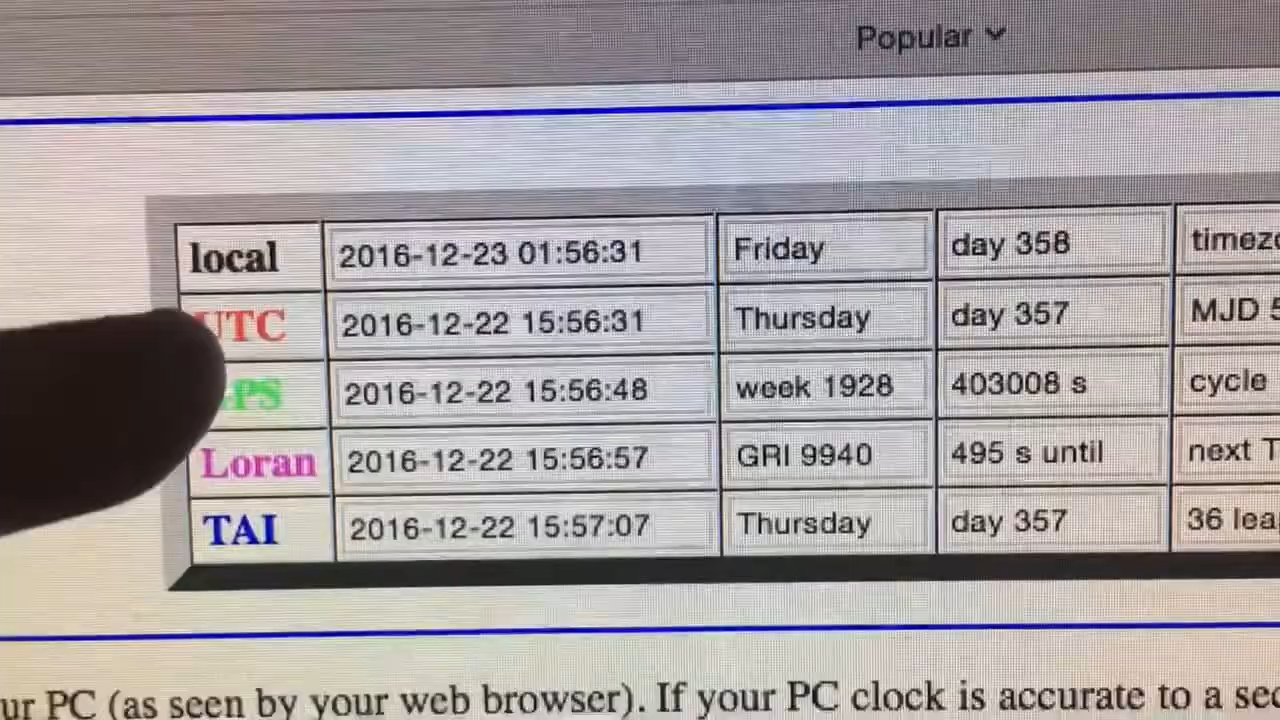 Popular
local 2016-12-23 01:56:31 Friday day 358
2016-12-22 15:56:31 Thursday day 357 MJD
2016-12-22 15:56:48 week 1928 403008 s cycle
Loran 2016-12-22 15:56:57 GRI 9940 495 s until next
TAI 2016-12-22 15:57:07 Thursday day 357 36
PC (as seen by your web browser). If your PC clock is accurate to a